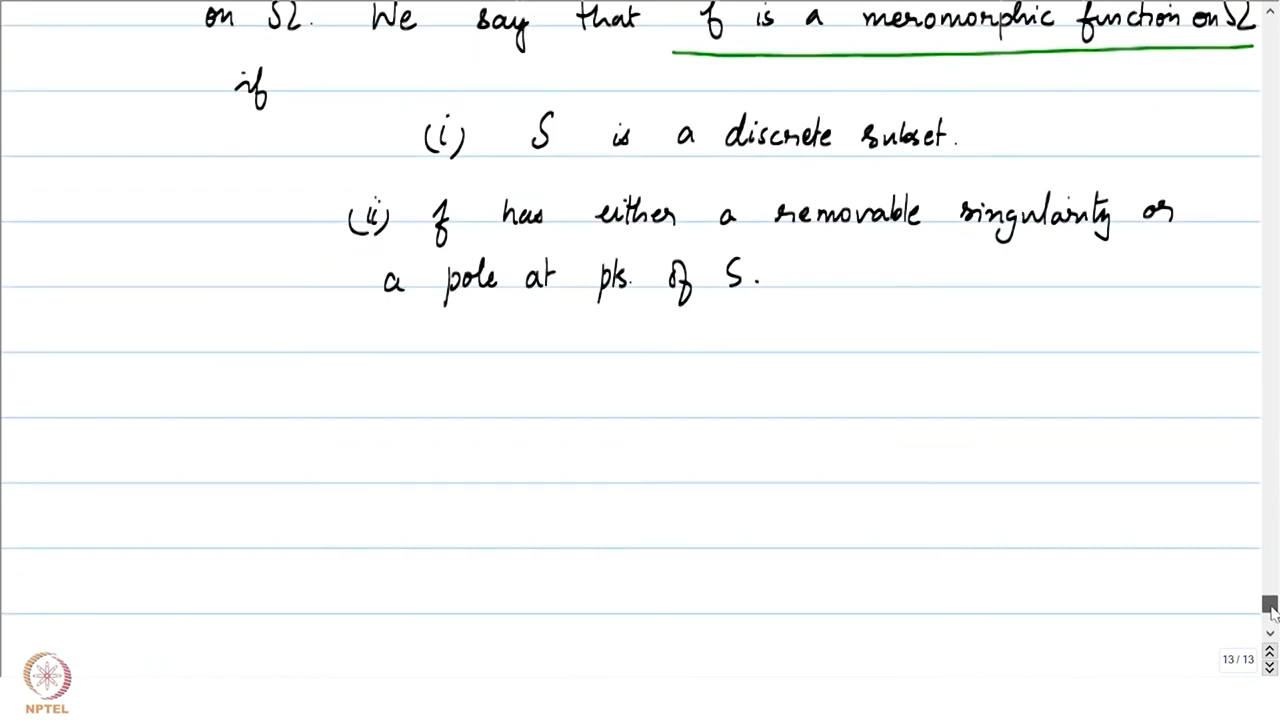 on Ω. We say that f is a meromorphic function on Ω
if
(i) S is a discrete subset.
(ii) f has either a removable singularity or
a pole at pts. of S.
13 / 13
NPTEL